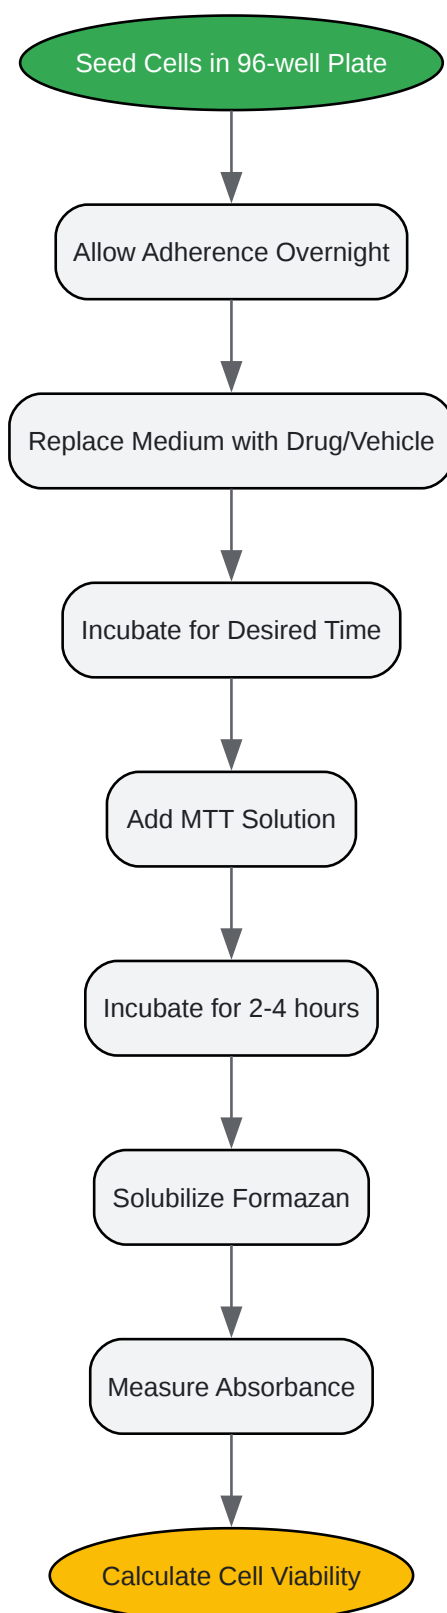 Seed Cells in 96-well Plate
Allow Adherence Overnight
Replace Medium with Drug/Vehicle
Incubate for Desired Time
Add MTT Solution
Incubate for 2-4 hours
Solubilize Formazan
Measure Absorbance
Calculate Cell Viability